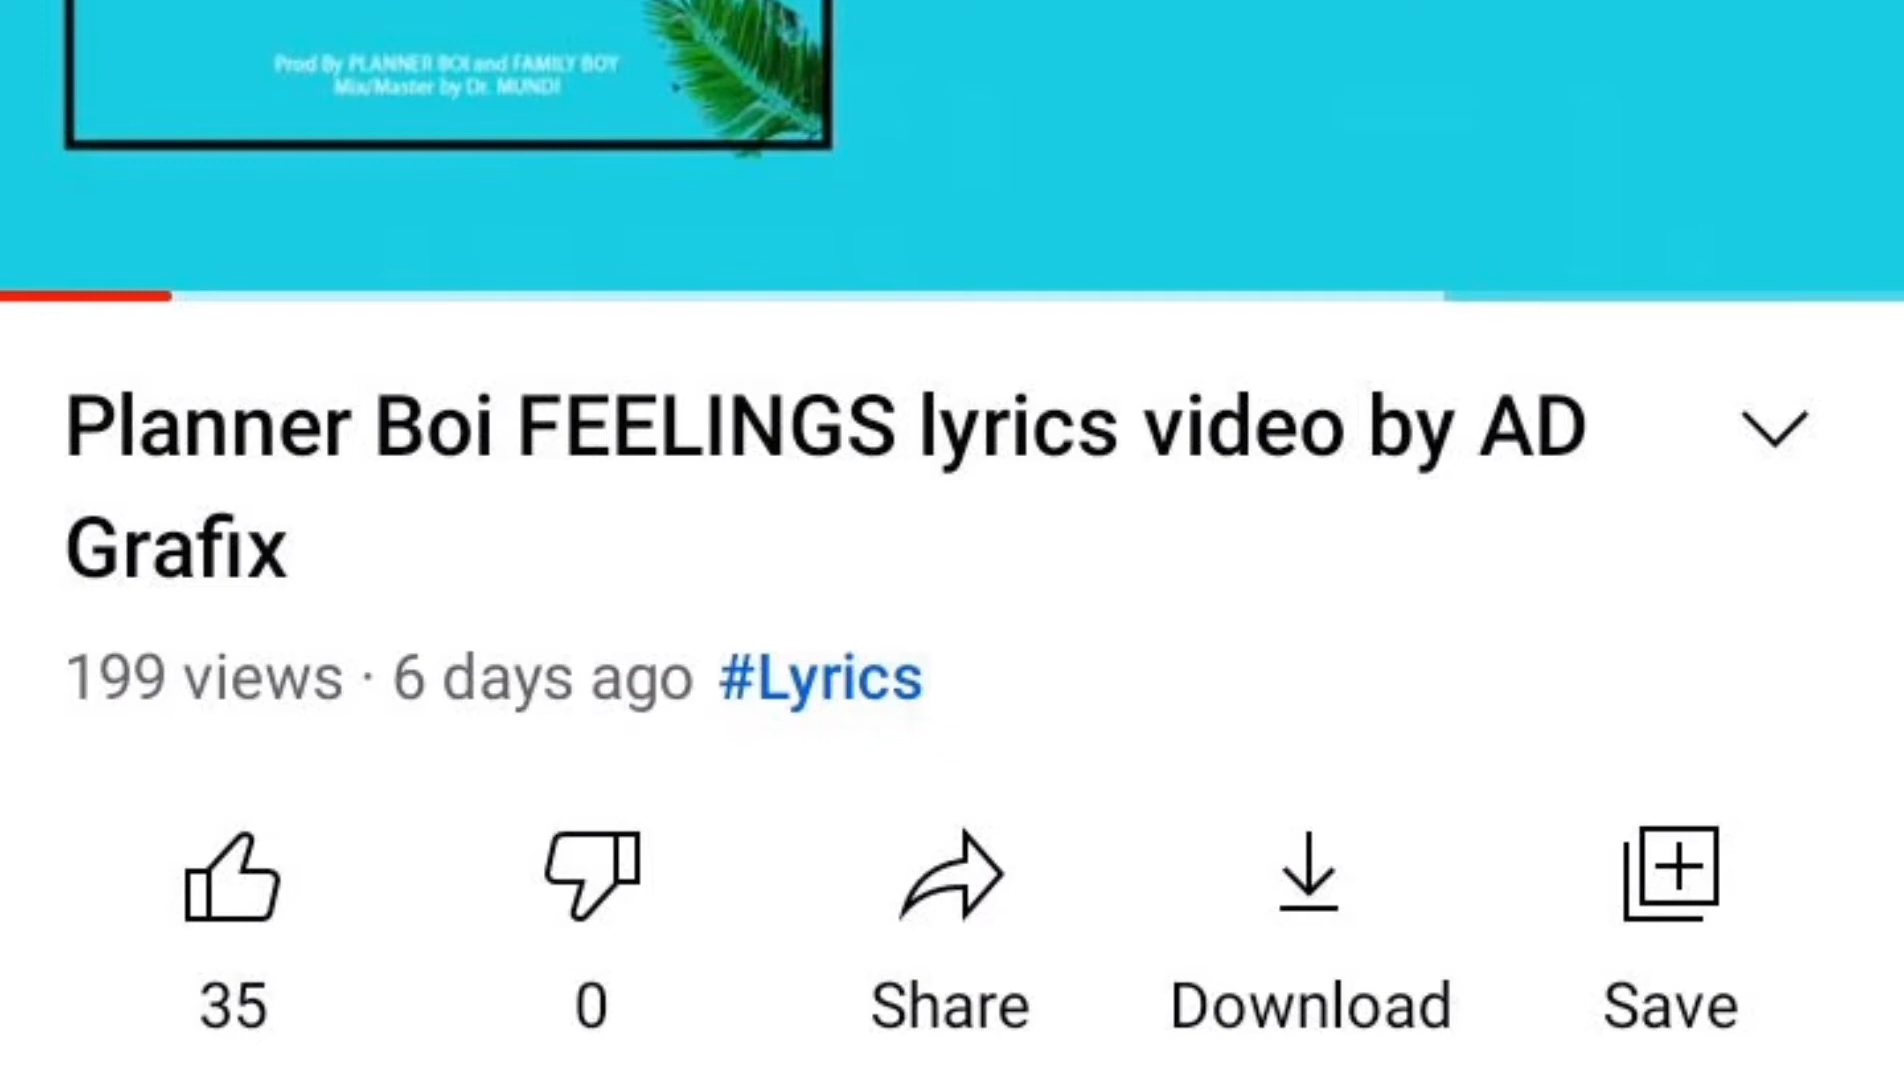 Prod By PLANNER BOI and FAMILY BOY
Mix/Master by Dr. MUNDI
Planner Boi FEELINGS lyrics video by AD
Grafix
199 views · 6 days ago #Lyrics
35 0 Share Download Save